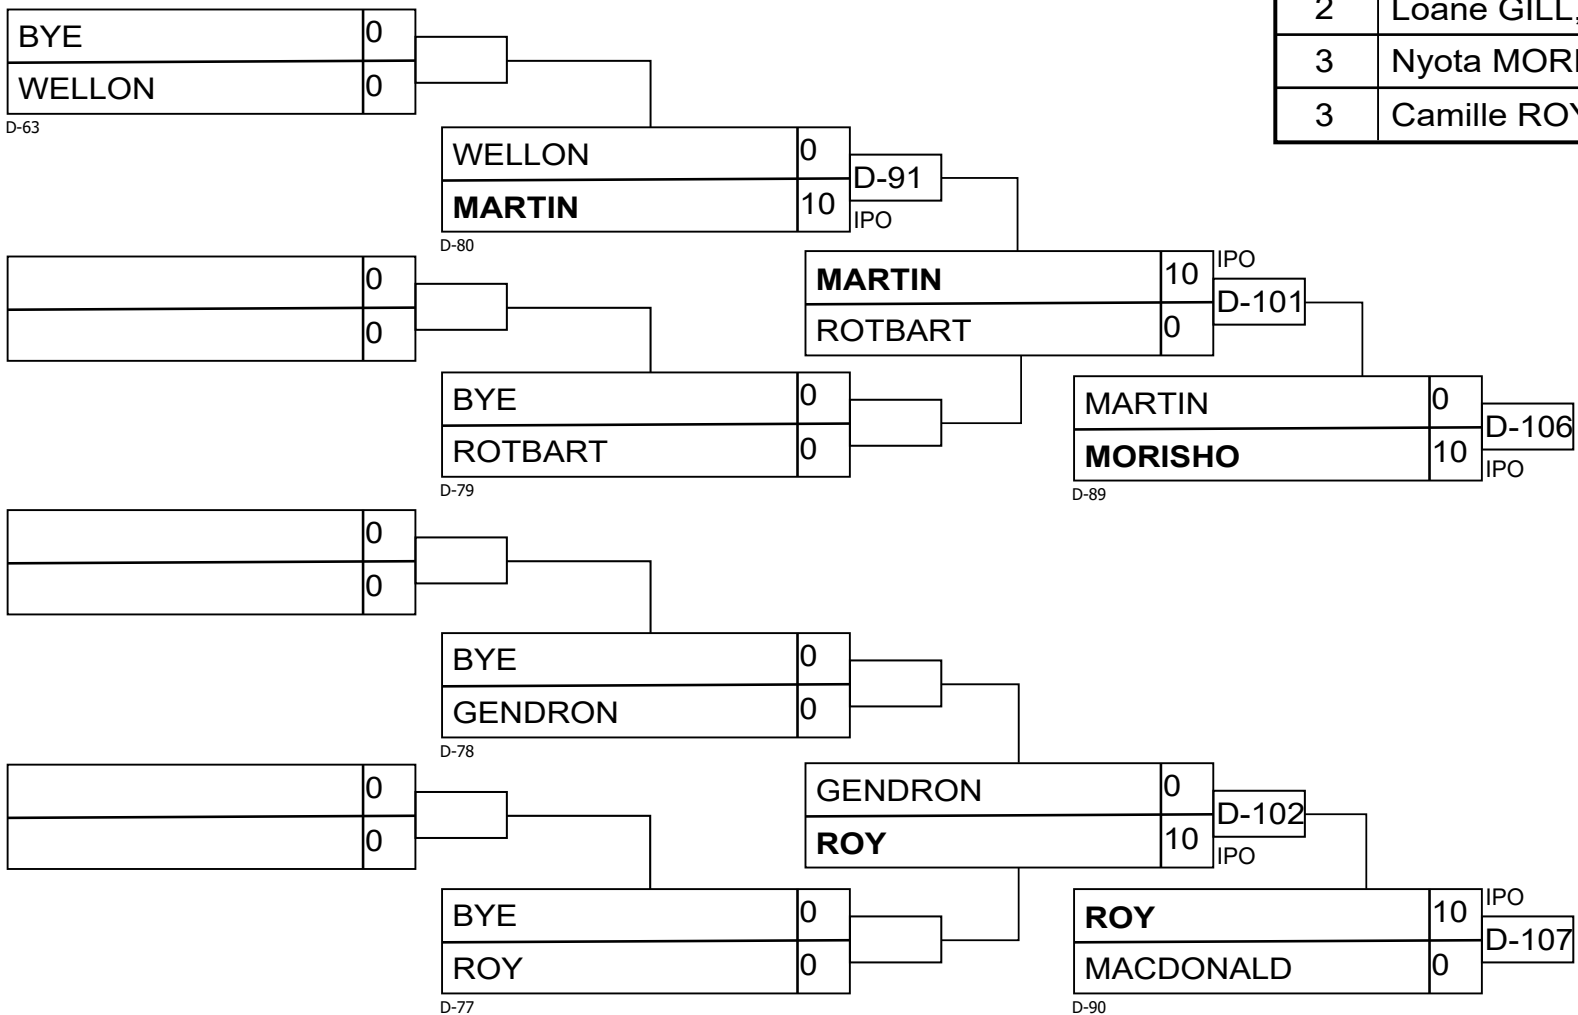 BYE 0
WELLON 0
D-63
2 Loane GILL,
3 Nyota MORI
3 Camille ROY
WELLON 0
MARTIN 10
D-91
IPO
D-80
0
0
MARTIN 10
ROTBART 0
IPO
D-101
BYE 0
ROTBART 0
D-79
MARTIN 0
MORISHO 10
D-106
IPO
D-89
0
0
BYE 0
GENDRON 0
D-78
0
0
GENDRON 0
ROY 10
D-102
IPO
BYE 0
ROY 0
D-77
ROY 10
MACDONALD 0
IPO
D-107
D-90